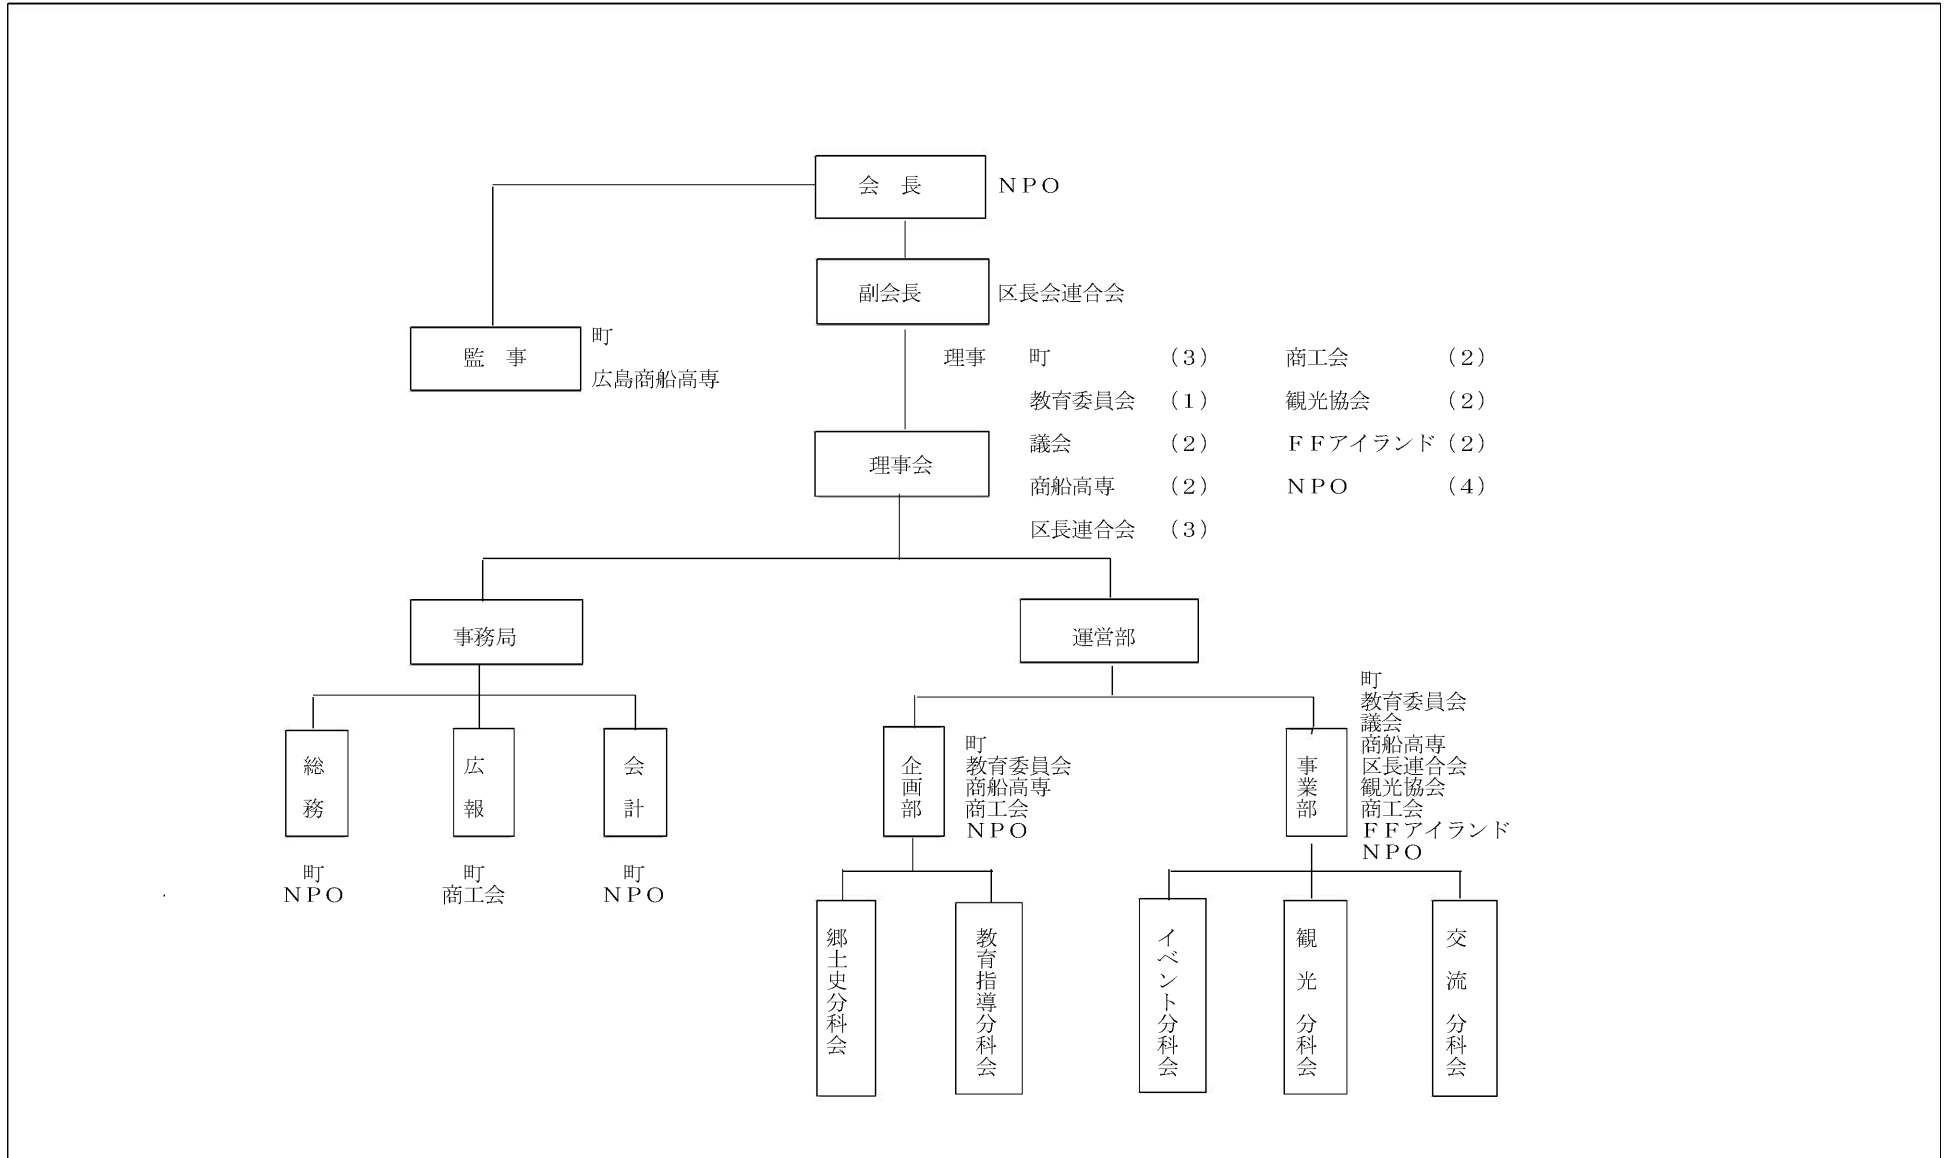 会　長　ＮＰＯ
副会長　区長会連合会
監　事　町
広島商船高専
理事　町　（３）　商工会　（２）
教育委員会　（１）　観光協会　（２）
議会　（２）　ＦＦアイランド（２）
理事会
商船高専　（２）　ＮＰＯ　（４）
区長連合会　（３）
事務局　運営部
総務
町
ＮＰＯ
広報
町
商工会
会計
町
ＮＰＯ
企画部
町
教育委員会
商船高専
商工会
ＮＰＯ
事業部
町
教育委員会
議会
商船高専
区長連合会
観光協会
商工会
ＦＦアイランド
ＮＰＯ
郷土史分科会
教育指導分科会
イベント分科会
観光分科会
交流分科会